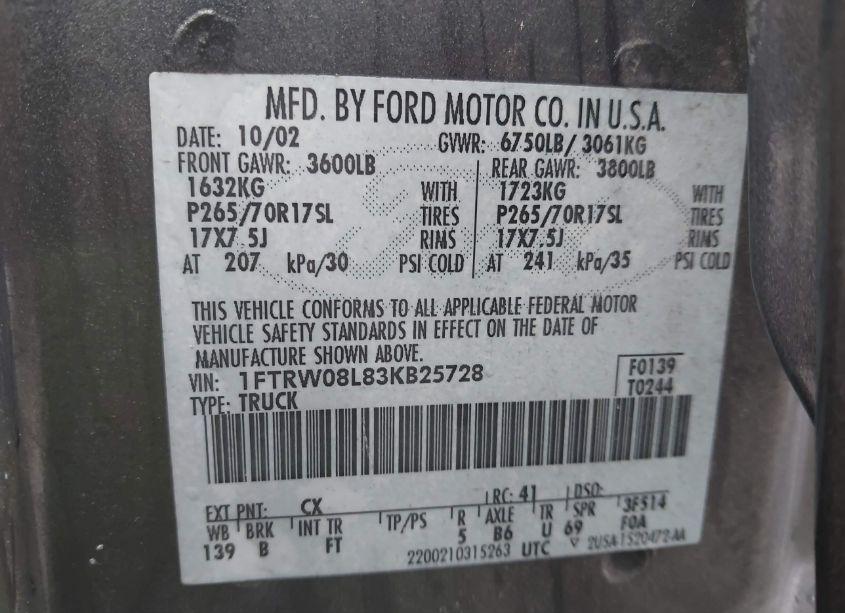 MFD. BY FORD MOTOR CO. IN U.S.A.
DATE: 10/02 GVWR: 6750LB/ 3061KG
FRONT GAWR: 3600LB REAR GAWR: 3800LB
1632KG WITH 1723KG WITH
P265/70R17SL TIRES P265/70R17SL TIRES
17X7.5J RIMS 17X7.5J RIMS
AT 207 kPa/30 PSI COLD AT 241 kPa/35 PSI COLD
THIS VEHICLE CONFORMS TO ALL APPLICABLE FEDERAL MOTOR
VEHICLE SAFETY STANDARDS IN EFFECT ON THE DATE OF
MANUFACTURE SHOWN ABOVE.
VIN: 1FTRW08L83KB25728 F0139
TYPE: TRUCK T0244
EXT PNT: CX RC: 41 DSO:
WB BRK INT TR TP/PS R AXLE TR SPR 3F514
139 B FT 5 B6 U 69 F0A
2200210315263 UTC ▽ 2USA-1520472-AA